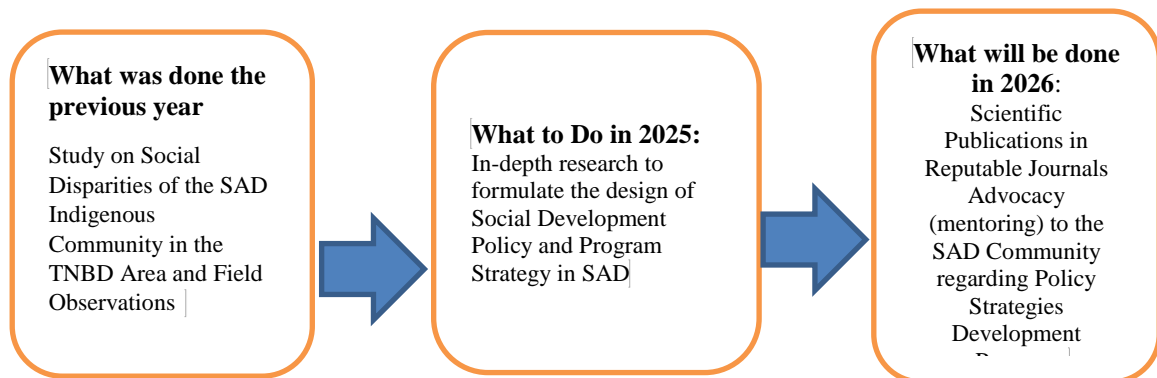 What was done the
previous year
Study on Social
Disparities of the SAD
Indigenous
Community in the
TNBD Area and Field
Observations
What to Do in 2025:
In-depth research to
formulate the design of
Social Development
Policy and Program
Strategy in SAD
What will be done
in 2026:
Scientific
Publications in
Reputable Journals
Advocacy
(mentoring) to the
SAD Community
regarding Policy
Strategies
Development